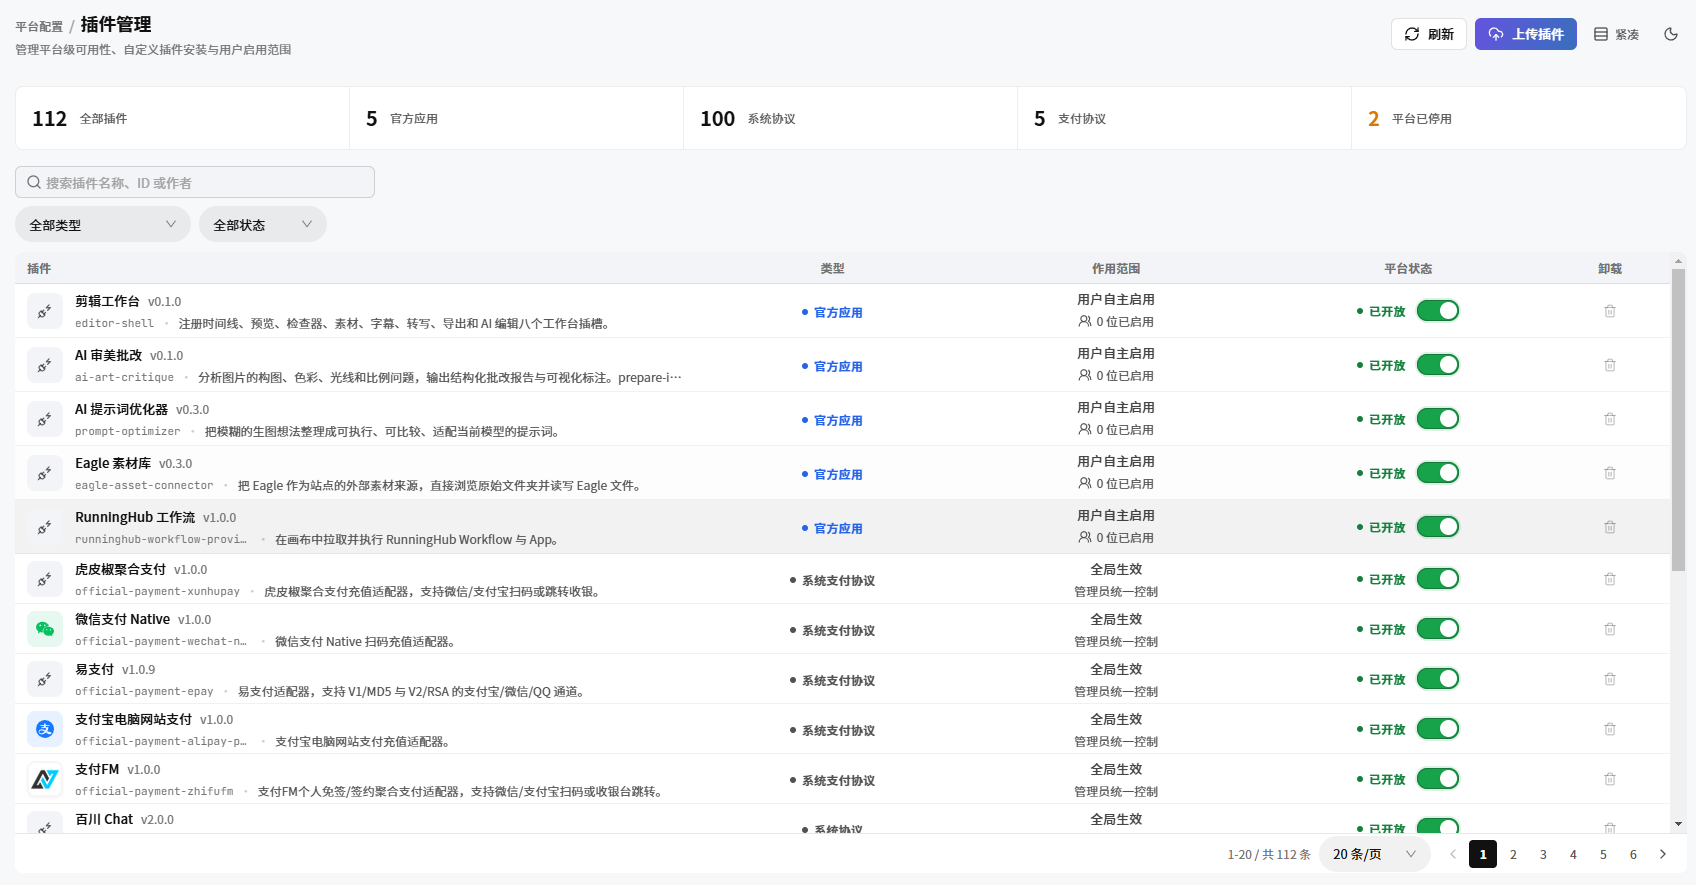 平台配置 / 插件管理
管理平台级可用性、自定义插件安装与用户启用范围
刷新
上传插件
紧凑
112 全部插件
5 官方应用
100 系统协议
5 支付协议
2 平台已停用
搜索插件名称、ID 或作者
全部类型
全部状态
插件 类型 作用范围 平台状态 卸载
剪辑工作台 v0.1.0
editor-shell · 注册时间线、预览、检查器、素材、字幕、转写、导出和 AI 编辑八个工作台插槽。
官方应用
用户自主启用
0 位已启用
已开放
AI 审美批改 v0.1.0
ai-art-critique · 分析图片的构图、色彩、光线和比例问题，输出结构化批改报告与可视化标注。prepare-i…
官方应用
用户自主启用
0 位已启用
已开放
AI 提示词优化器 v0.3.0
prompt-optimizer · 把模糊的生图想法整理成可执行、可比较、适配当前模型的提示词。
官方应用
用户自主启用
0 位已启用
已开放
Eagle 素材库 v0.3.0
eagle-asset-connector · 把 Eagle 作为站点的外部素材来源，直接浏览原始文件夹并读写 Eagle 文件。
官方应用
用户自主启用
0 位已启用
已开放
RunningHub 工作流 v1.0.0
runninghub-workflow-provi… · 在画布中拉取并执行 RunningHub Workflow 与 App。
官方应用
用户自主启用
0 位已启用
已开放
虎皮椒聚合支付 v1.0.0
official-payment-xunhupay · 虎皮椒聚合支付充值适配器，支持微信/支付宝扫码或跳转收银。
系统支付协议
全局生效
管理员统一控制
已开放
微信支付 Native v1.0.0
official-payment-wechat-n… · 微信支付 Native 扫码充值适配器。
系统支付协议
全局生效
管理员统一控制
已开放
易支付 v1.0.9
official-payment-epay · 易支付适配器，支持 V1/MD5 与 V2/RSA 的支付宝/微信/QQ 通道。
系统支付协议
全局生效
管理员统一控制
已开放
支付宝电脑网站支付 v1.0.0
official-payment-alipay-p… · 支付宝电脑网站支付充值适配器。
系统支付协议
全局生效
管理员统一控制
已开放
支付FM v1.0.0
official-payment-zhifufm · 支付FM个人免签/签约聚合支付适配器，支持微信/支付宝扫码或收银台跳转。
系统支付协议
全局生效
管理员统一控制
已开放
百川 Chat v2.0.0
系统协议
全局生效
已开放
1-20 / 共 112 条
20 条/页
1 2 3 4 5 6